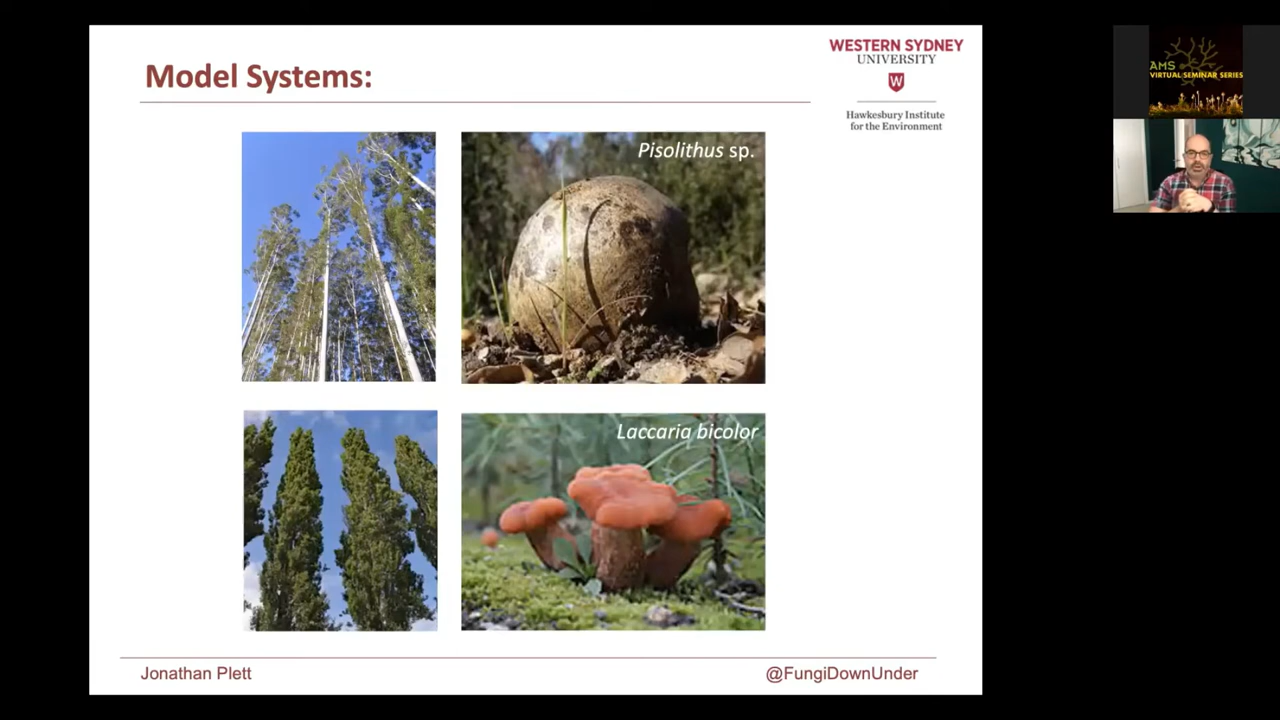 Model Systems:
WESTERN SYDNEY
UNIVERSITY
W
Hawkesbury Institute
for the Environment
Pisolithus sp.
Laccaria bicolor
Jonathan Plett
@FungiDownUnder
AMS
VIRTUAL SEMINAR SERIES